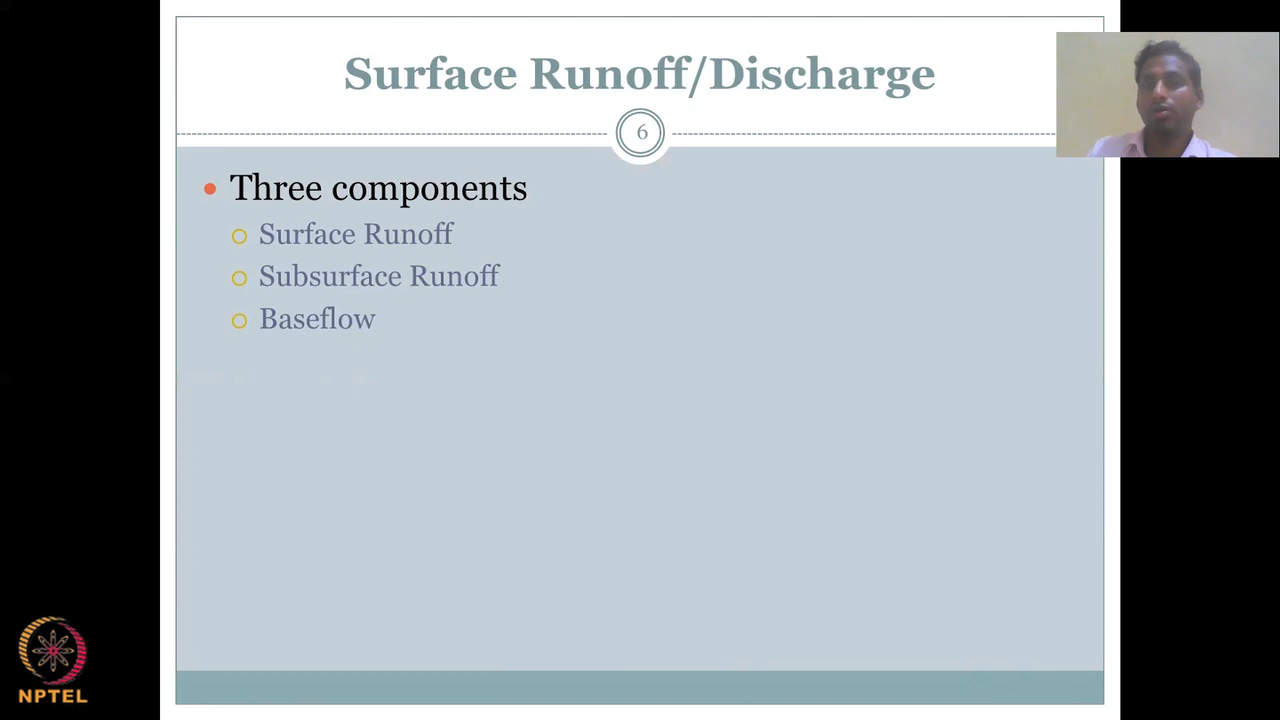 Surface Runoff/Discharge
6
Three components
Surface Runoff
Subsurface Runoff
Baseflow
NPTEL